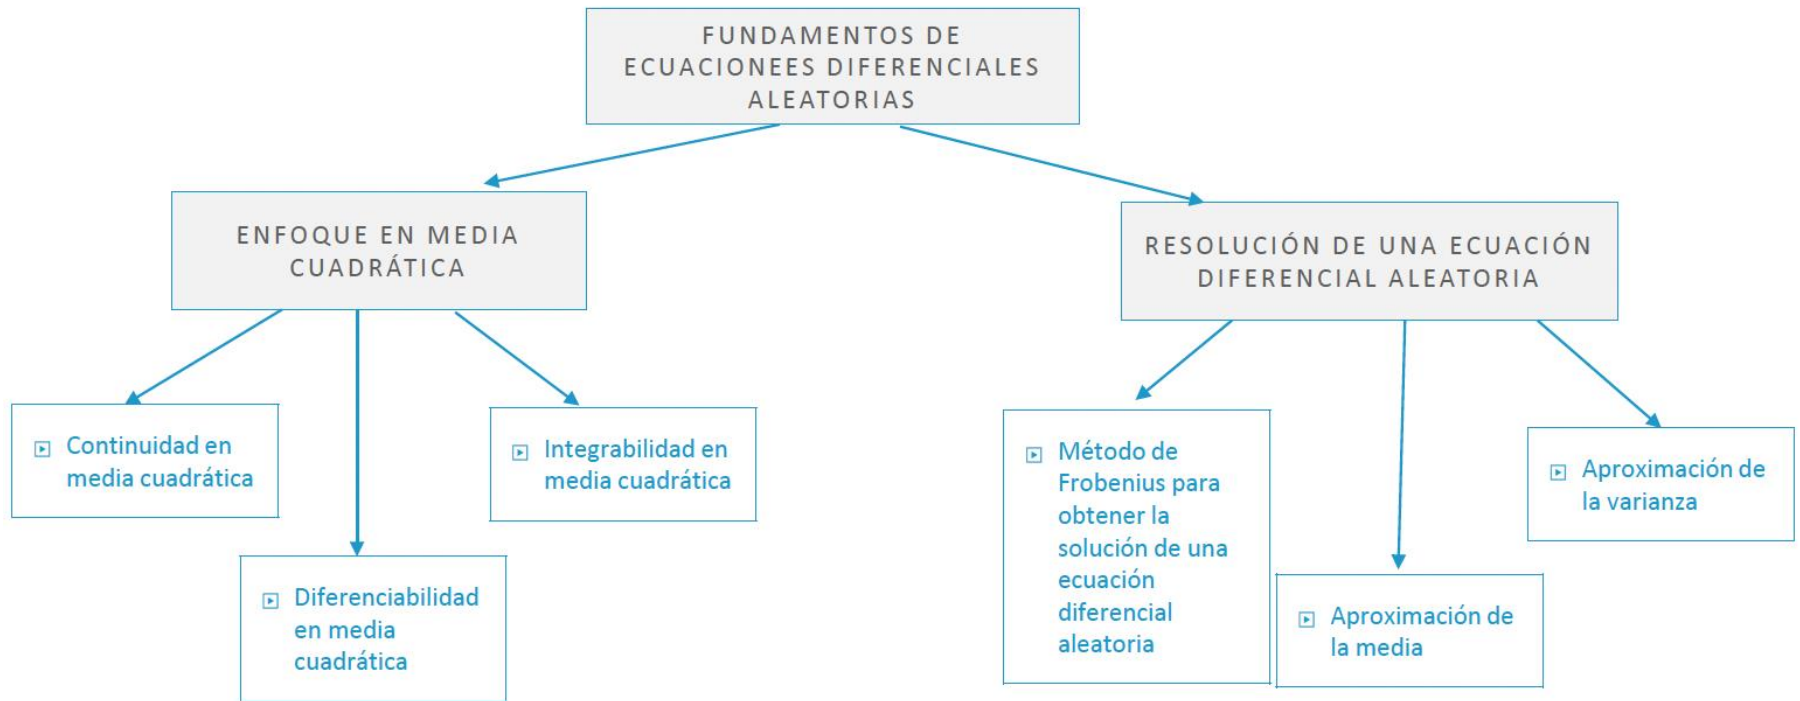 FUNDAMENTOS DE
ECUACIONEES DIFERENCIALES
ALEATORIAS
ENFOQUE EN MEDIA
CUADRÁTICA
RESOLUCIÓN DE UNA ECUACIÓN
DIFERENCIAL ALEATORIA
Continuidad en
media cuadrática
Diferenciabilidad
en media
cuadrática
Integrabilidad en
media cuadrática
Método de
Frobenius para
obtener la
solución de una
ecuación
diferencial
aleatoria
Aproximación de
la media
Aproximación de
la varianza